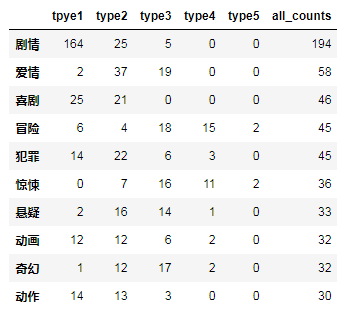 tpye1 type2 type3 type4 type5 all_counts
剧情 164 25 5 0 0 194
爱情 2 37 19 0 0 58
喜剧 25 21 0 0 0 46
冒险 6 4 18 15 2 45
犯罪 14 22 6 3 0 45
惊悚 0 7 16 11 2 36
悬疑 2 16 14 1 0 33
动画 12 12 6 2 0 32
奇幻 1 12 17 2 0 32
动作 14 13 3 0 0 30